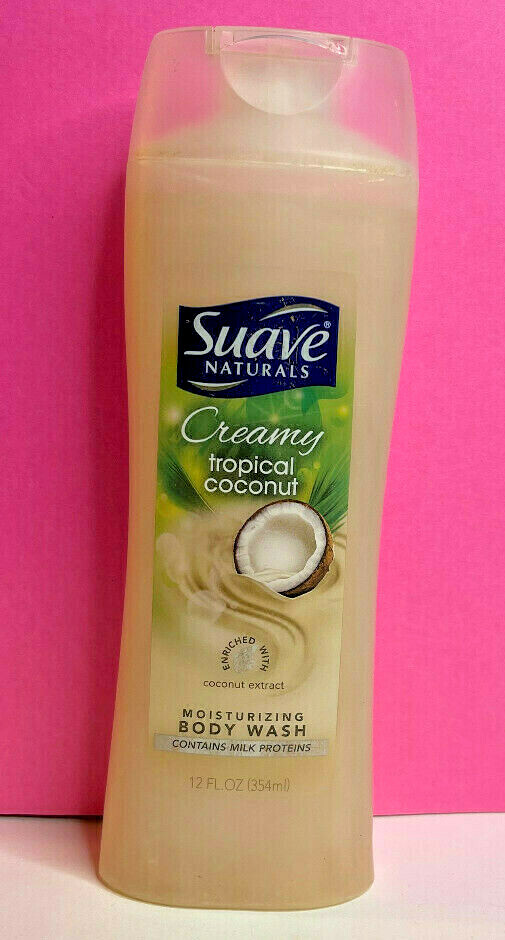 Suave®
NATURALS
Creamy
tropical
coconut
ENRICHED WITH
coconut extract
MOISTURIZING
BODY WASH
CONTAINS MILK PROTEINS
12 FL.OZ (354ml)